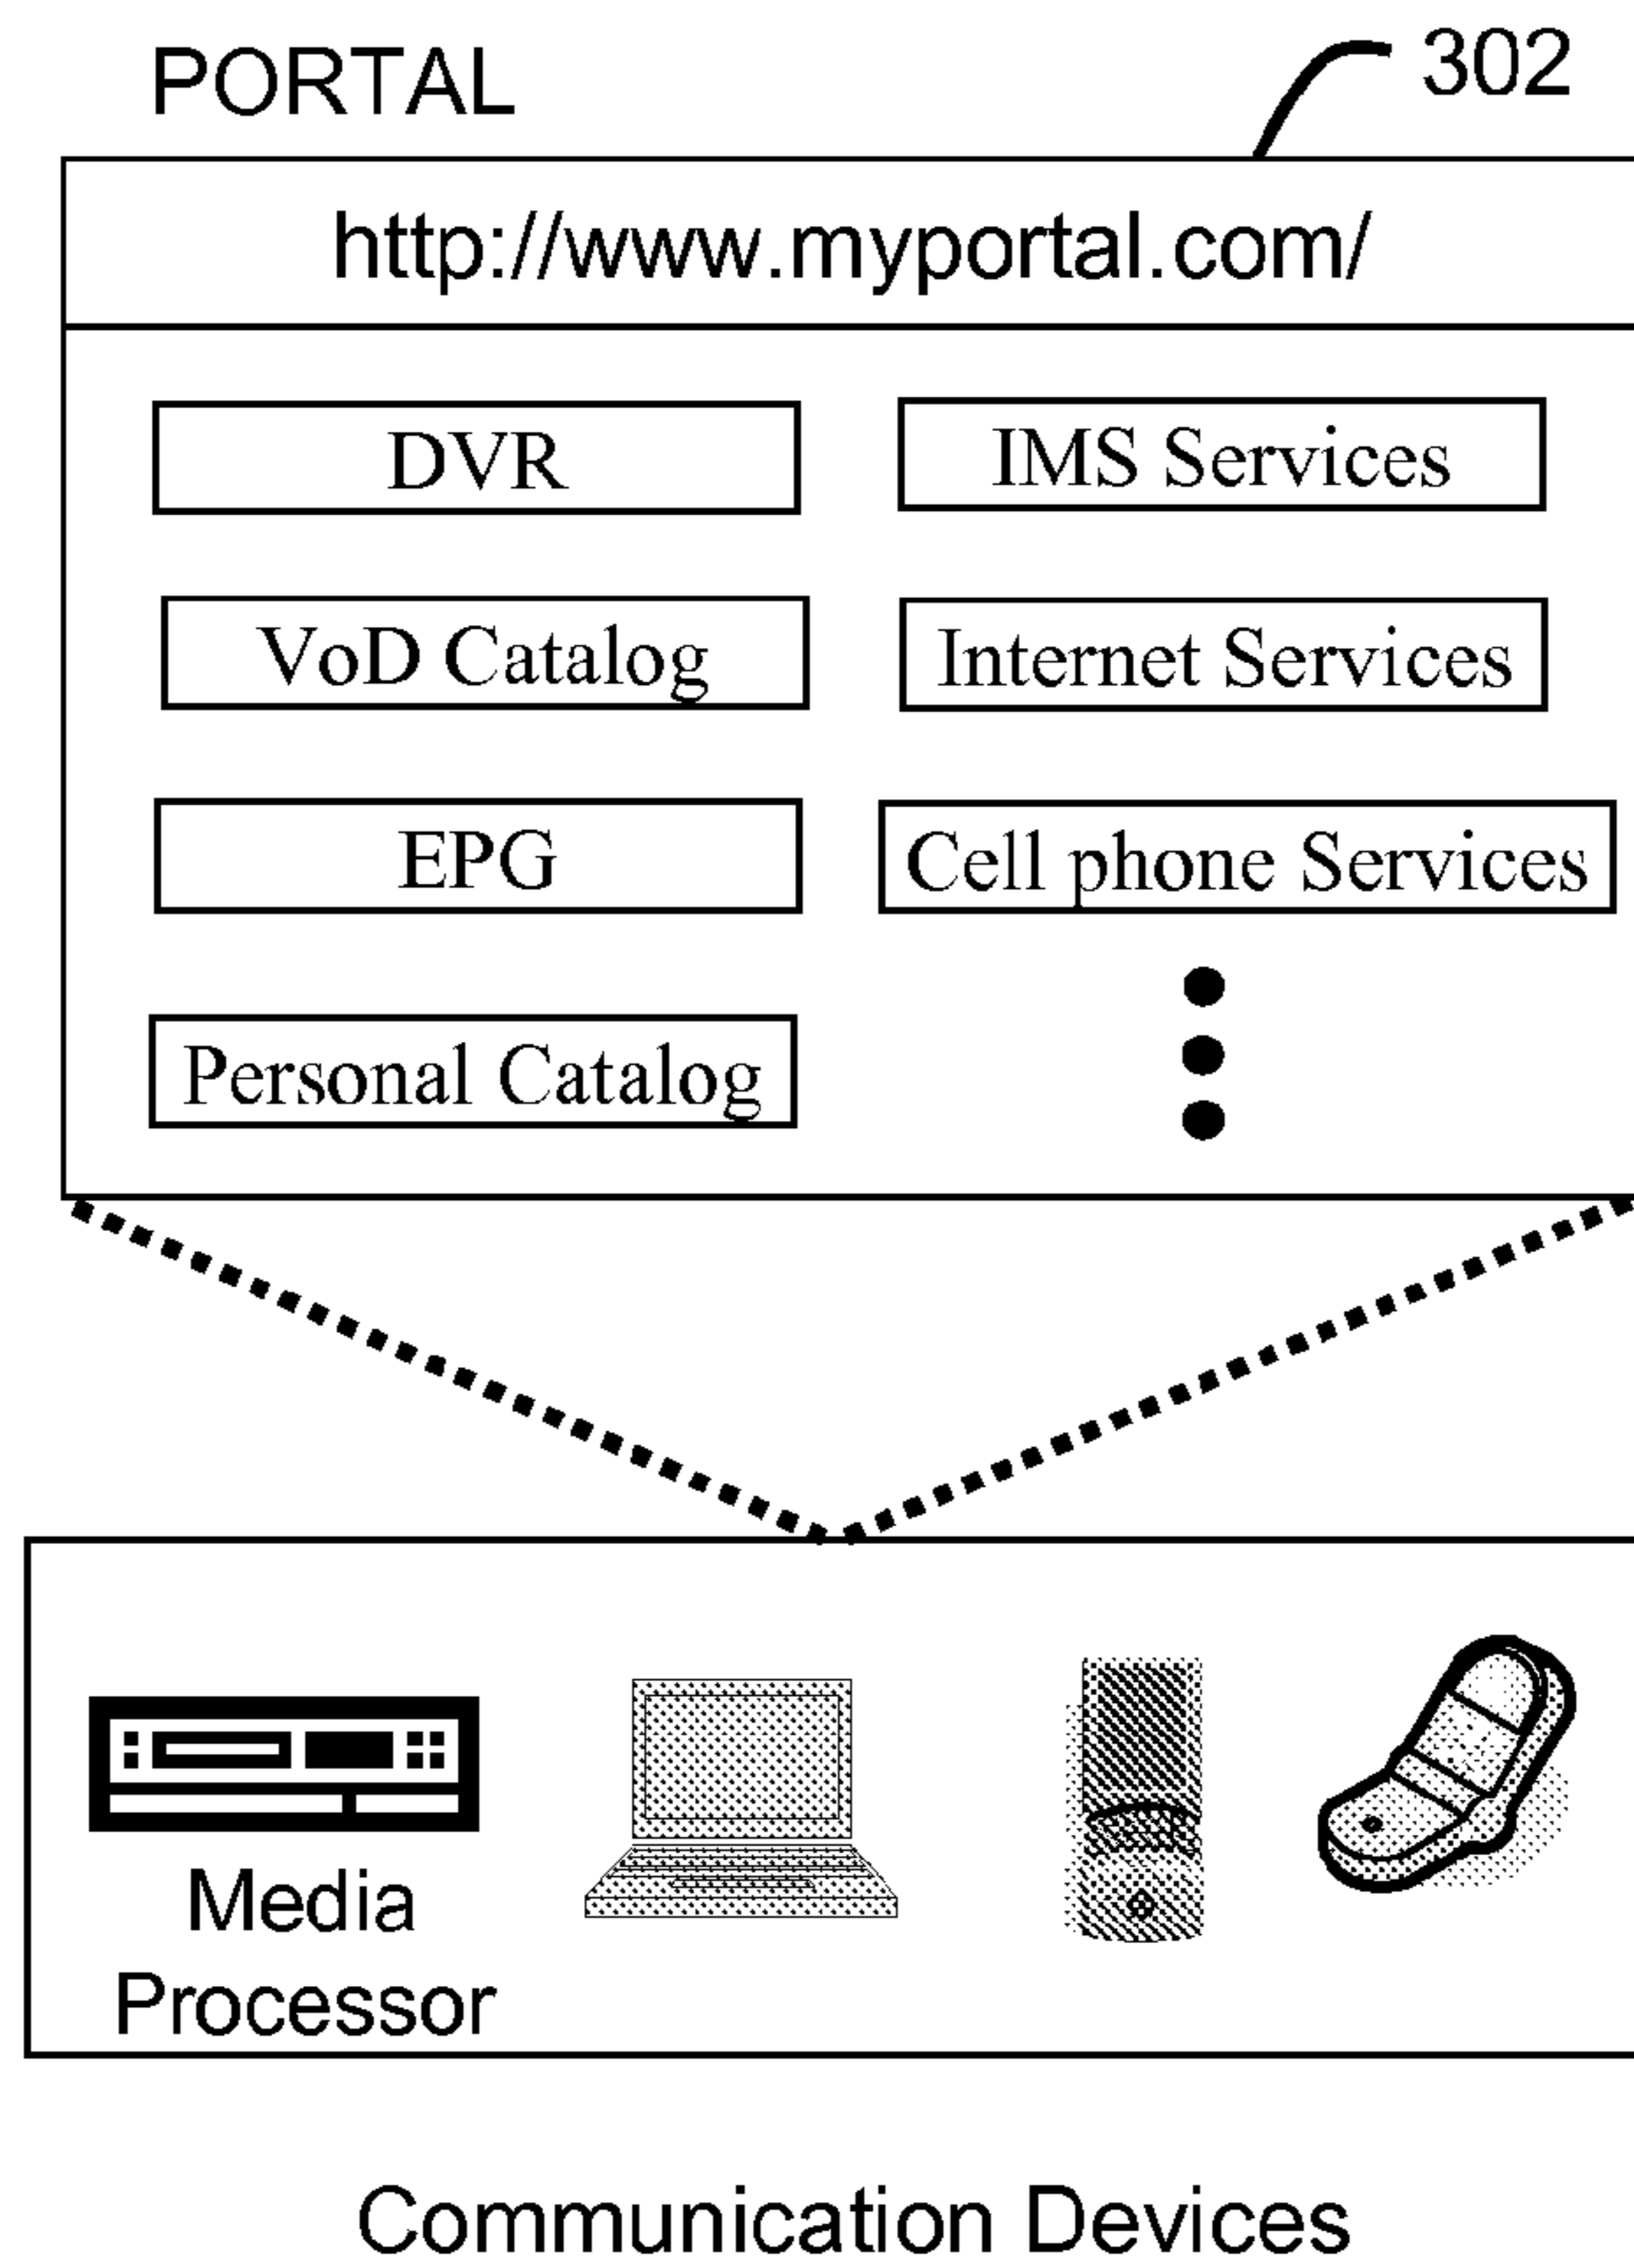 PORTAL
302
http://www.myportal.com/
DVR
IMS Services
VoD Catalog
Internet Services
EPG
Cell phone Services
Personal Catalog
Media
Processor
Communication Devices